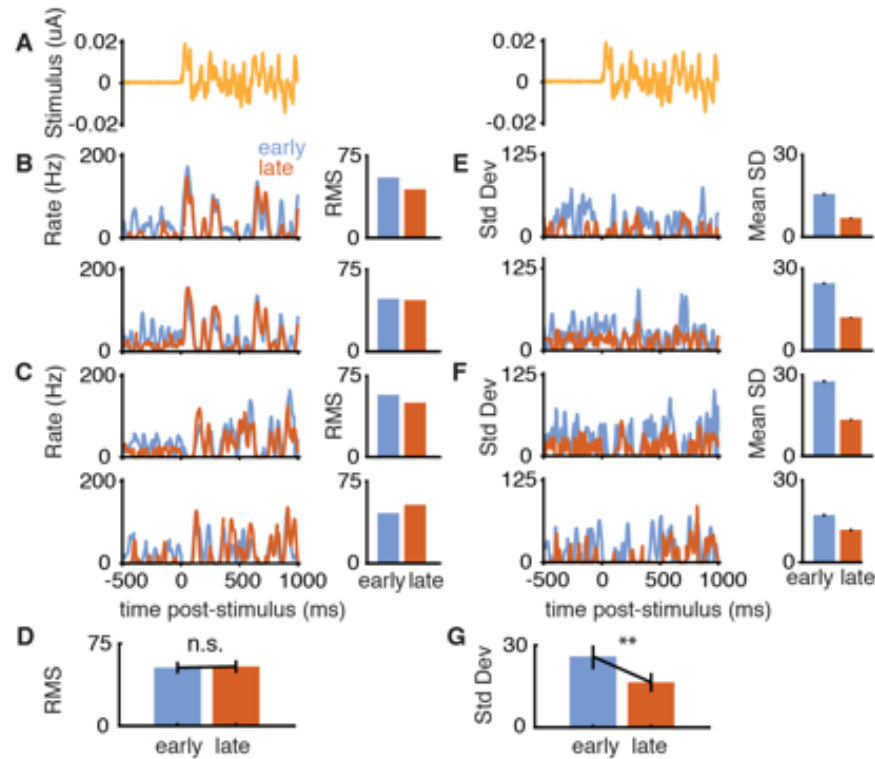 A
Stimulus (uA)
0.02
0
-0.02
0.02
0
-0.02
B
Rate (Hz)
200
0
early
late
RMS
75
0
E
Std Dev
125
0
Mean SD
30
0
200
0
75
0
125
0
30
0
C
Rate (Hz)
200
0
RMS
75
0
F
Std Dev
125
0
Mean SD
30
0
200
0
-500 0 500 1000
time post-stimulus (ms)
75
0
early late
125
0
-500 0 500 1000
time post-stimulus (ms)
30
0
early late
D
RMS
75
0
n.s.
early late
G
Std Dev
30
0
**
early late